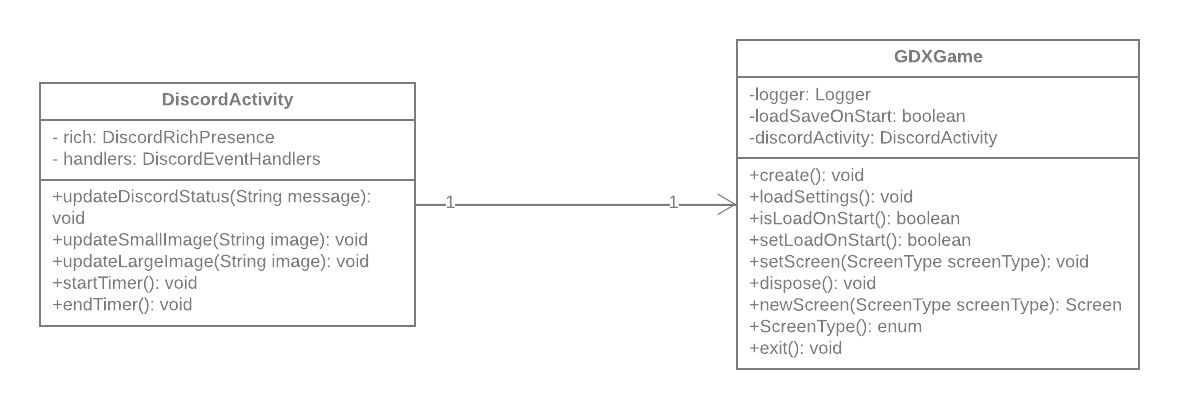 DiscordActivity
- rich: DiscordRichPresence
- handlers: DiscordEventHandlers
+updateDiscordStatus(String message):
void
+updateSmallImage(String image): void
+updateLargeImage(String image): void
+startTimer(): void
+endTimer(): void
1
1
GDXGame
-logger: Logger
-loadSaveOnStart: boolean
-discordActivity: DiscordActivity
+create(): void
+loadSettings(): void
+isLoadOnStart(): boolean
+setLoadOnStart(): boolean
+setScreen(ScreenType screenType): void
+dispose(): void
+newScreen(ScreenType screenType): Screen
+ScreenType(): enum
+exit(): void